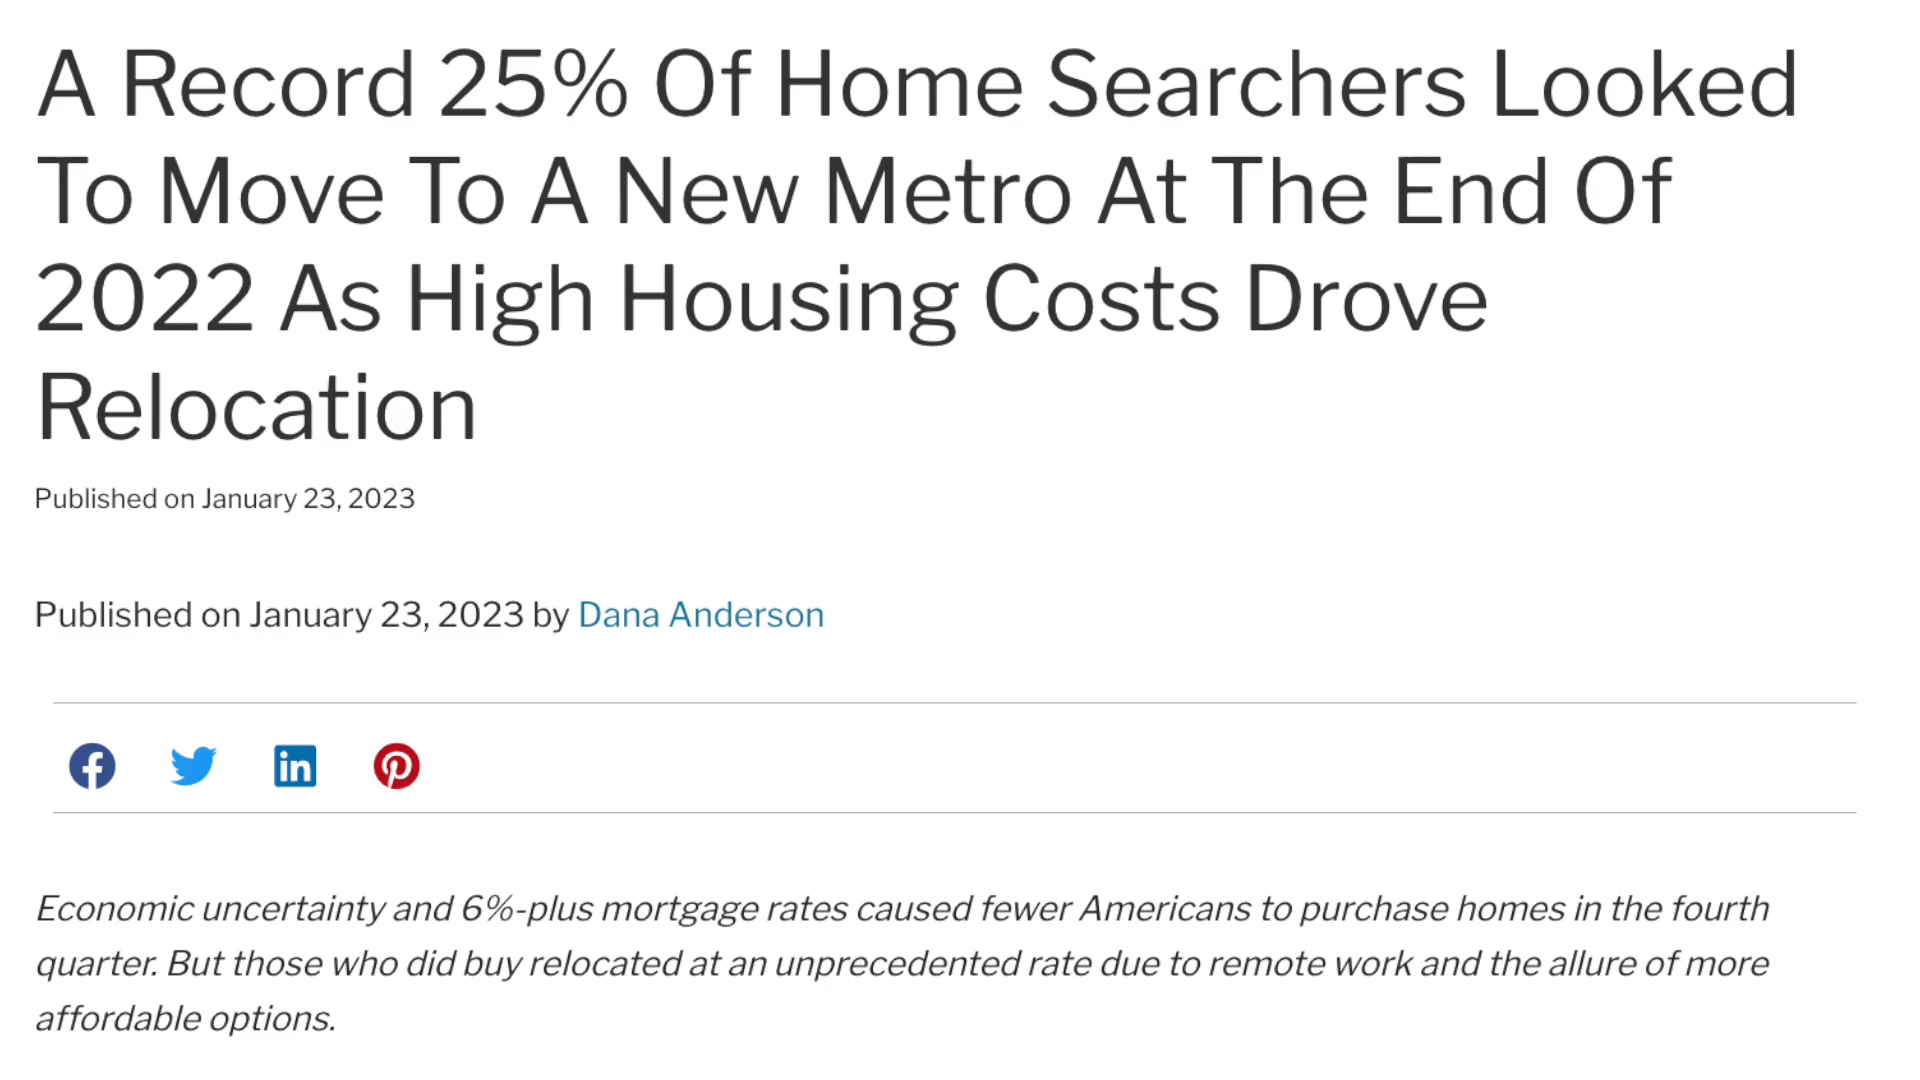 A Record 25% Of Home Searchers Looked
To Move To A New Metro At The End Of
2022 As High Housing Costs Drove
Relocation
Published on January 23, 2023
Published on January 23, 2023 by Dana Anderson
in
Economic uncertainty and 6%-plus mortgage rates caused fewer Americans to purchase homes in the fourth
quarter. But those who did buy relocated at an unprecedented rate due to remote work and the allure of more
affordable options.